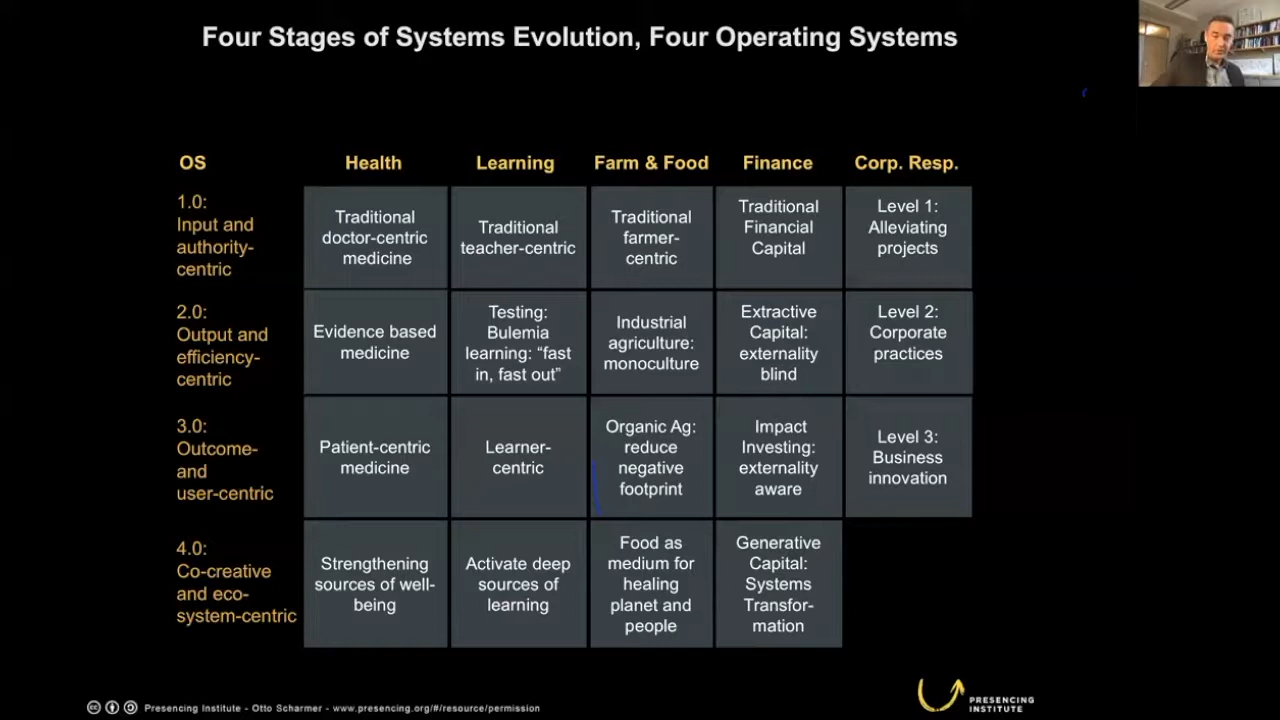 Four Stages of Systems Evolution, Four Operating Systems
OS
Health
Learning
Farm & Food
Finance
Corp. Resp.
1.0:
Input and
authority-
centric
Traditional
doctor-centric
medicine
Traditional
teacher-centric
Traditional
farmer-
centric
Traditional
Financial
Capital
Level 1:
Alleviating
projects
2.0:
Output and
efficiency-
centric
Evidence based
medicine
Testing:
Bulemia
learning: “fast
in, fast out”
Industrial
agriculture:
monoculture
Extractive
Capital:
externality
blind
Level 2:
Corporate
practices
3.0:
Outcome-
and
user-centric
Patient-centric
medicine
Learner-
centric
Organic Ag:
reduce
negative
footprint
Impact
Investing:
externality
aware
Level 3:
Business
innovation
4.0:
Co-creative
and eco-
system-centric
Strengthening
sources of well-
being
Activate deep
sources of
learning
Food as
medium for
healing
planet and
people
Generative
Capital:
Systems
Transfor-
mation
Presencing Institute - Otto Scharmer - www.presencing.org/#/resource/permission
PRESENCING
INSTITUTE